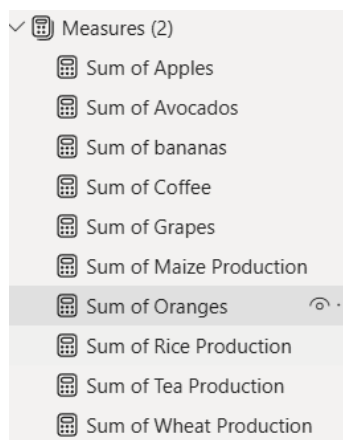 Measures (2)
Sum of Apples
Sum of Avocados
Sum of bananas
Sum of Coffee
Sum of Grapes
Sum of Maize Production
Sum of Oranges
Sum of Rice Production
Sum of Tea Production
Sum of Wheat Production